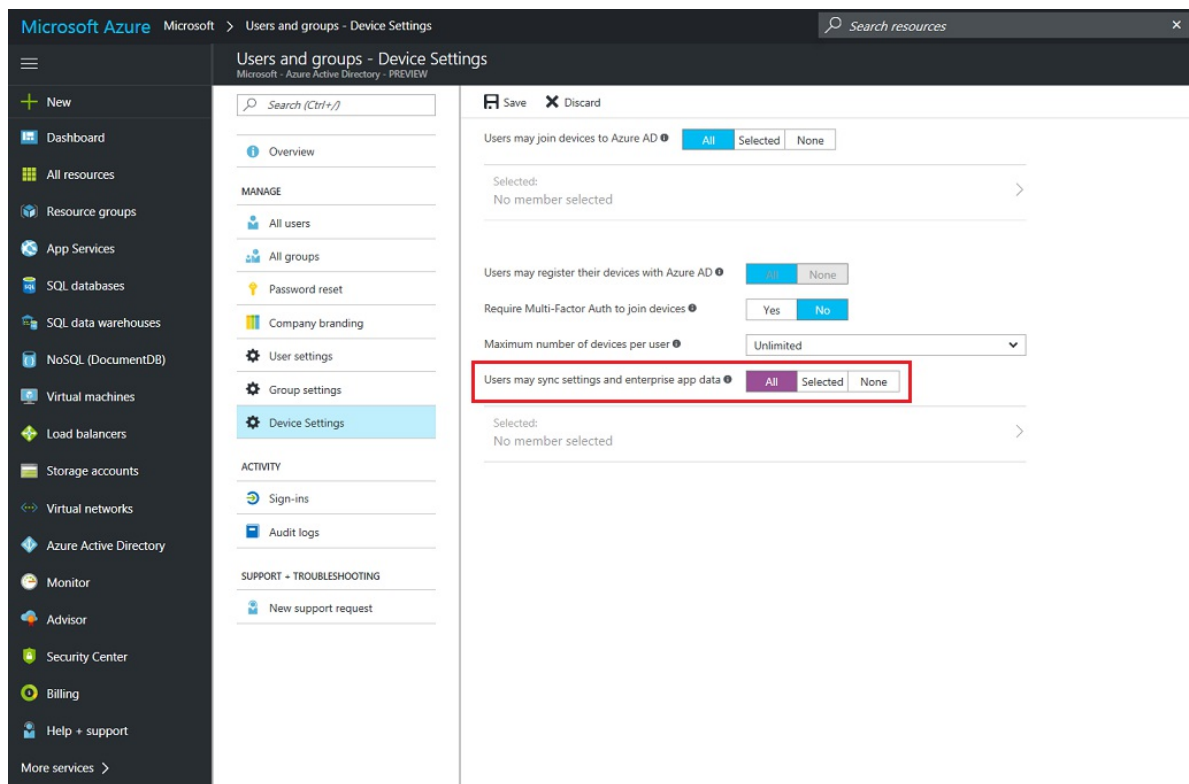 Microsoft Azure Microsoft > Users and groups - Device Settings
Search resources
Users and groups - Device Settings
Microsoft - Azure Active Directory - PREVIEW
New
Dashboard
All resources
Resource groups
App Services
SQL databases
SQL data warehouses
NoSQL (DocumentDB)
Virtual machines
Load balancers
Storage accounts
Virtual networks
Azure Active Directory
Monitor
Advisor
Security Center
Billing
Help + support
More services >
Search (Ctrl+/)
Overview
MANAGE
All users
All groups
Password reset
Company branding
User settings
Group settings
Device Settings
ACTIVITY
Sign-ins
Audit logs
SUPPORT + TROUBLESHOOTING
New support request
Save Discard
Users may join devices to Azure AD All Selected None
Selected:
No member selected
Users may register their devices with Azure AD All None
Require Multi-Factor Auth to join devices Yes No
Maximum number of devices per user Unlimited
Users may sync settings and enterprise app data All Selected None
Selected:
No member selected